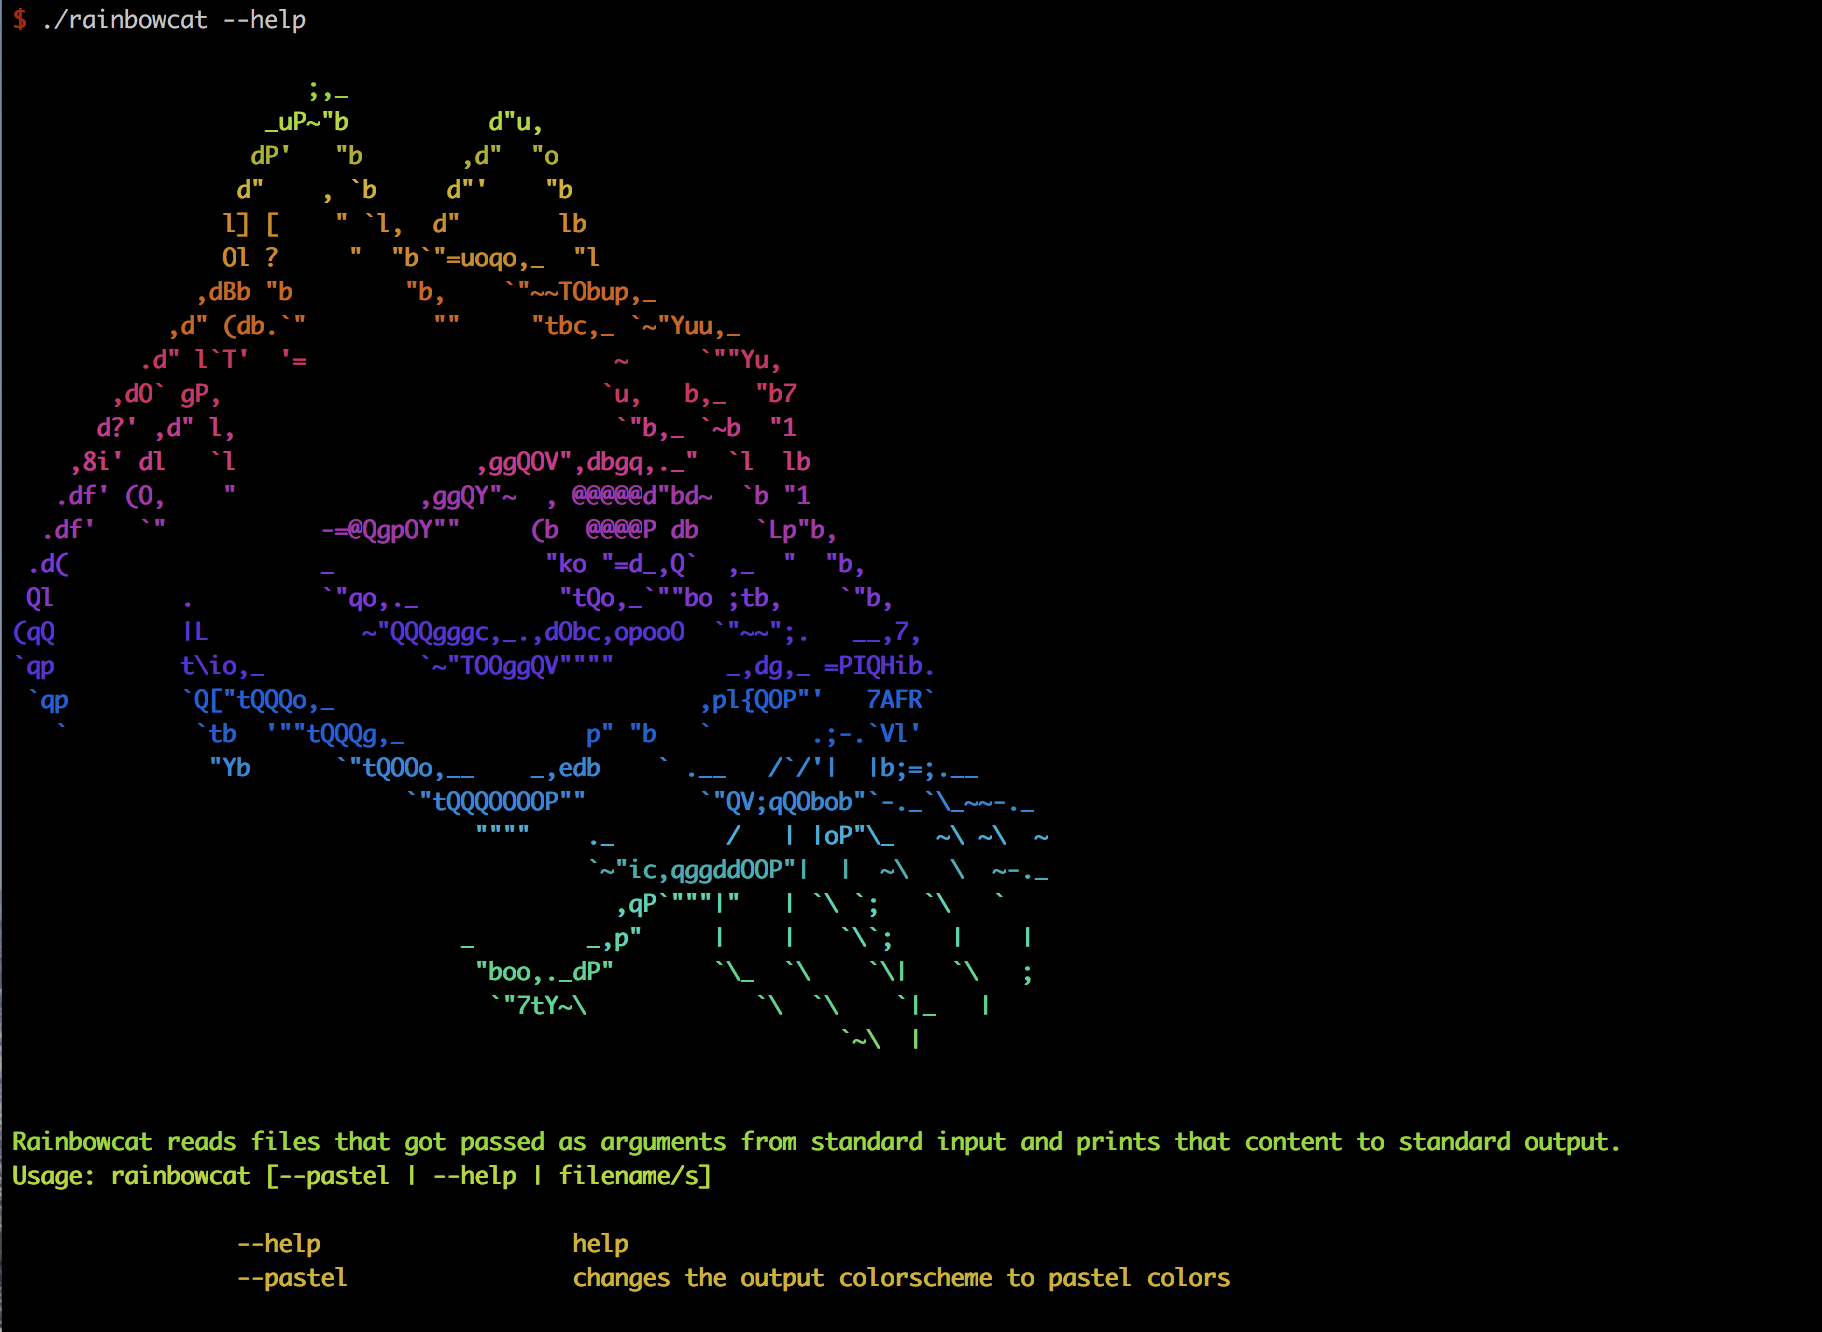 $ ./rainbowcat --help
                     ;,_
                  _uP~"b          d"u,
                 dP'   "b       ,d"  "o
                d"    , `b     d"'    "b
               l] [    " `l,  d"       lb
               Ol ?     "  "b`"=uoqo,_  "l
             ,dBb "b        "b,    `"~~TObup,_
           ,d" (db.`"         ""     "tbc,_ `~"Yuu,_
         .d" l`T'  '=                      ~     `""Yu,
       ,dO` gP,                           `u,   b,_  "b7
      d?' ,d" l,                           `"b,_ `~b  "1
    ,8i' dl   `l                 ,ggQOV",dbgq,._"  `l  lb
   .df' (O,    "             ,ggQY"~  , @@@@@d"bd~  `b "1
  .df'   `"           -=@QgpOY""     (b  @@@@P db    `Lp"b,
 .d(                  _               "ko "=d_,Q`  ,_  "  "b,
 Ql         .         `"qo,._          "tQo,_`""bo ;tb,    `"b,
(qQ         |L           ~"QQQgggc,_.,dObc,opooO  `"~~";.   __,7,
`qp         t\io,_           `~"TOOggQV""""        _,dg,_ =PIQHib.
 `qp        `Q["tQQQo,_                          ,pl{QOP"'   7AFR`
   `         `tb  '""tQQQg,_             p" "b   `       .;-.`Vl'
              "Yb      `"tQOOo,__    _,edb    ` .__   /`/'|  |b;=;.__
                            `"tQQQOOOOP""        `"QV;qQObob"`-._`\_~~-._
                                 """"    ._        /   | |oP"\_   ~\ ~\  ~
                                         `~"ic,qggddOOP"|  |  ~\   \  ~-._
                                           ,qP`"""|"   | `\ `;   `\   `
                                _        _,p"     |    |   `\`;    |    |
                                 "boo,._dP"       `\_  `\    `\|   `\   ;
                                  `"7tY~\            `\  `\    `|_   |
                                                           `~\  |
Rainbowcat reads files that got passed as arguments from standard input and prints that content to standard output.
Usage: rainbowcat [--pastel | --help | filename/s]
                --help                  help
                --pastel                changes the output colorscheme to pastel colors